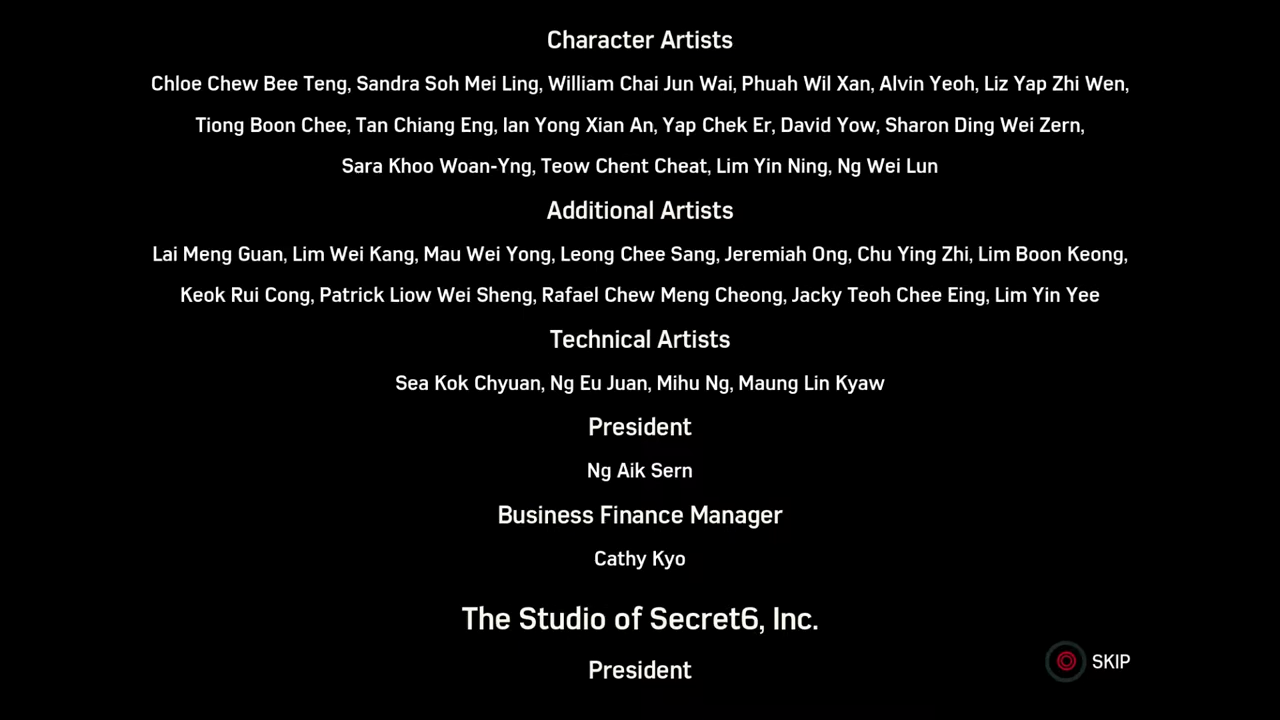 Character Artists
Chloe Chew Bee Teng, Sandra Soh Mei Ling, William Chai Jun Wai, Phuah Wil Xan, Alvin Yeoh, Liz Yap Zhi Wen,
Tiong Boon Chee, Tan Chiang Eng, Ian Yong Xian An, Yap Chek Er, David Yow, Sharon Ding Wei Zern,
Sara Khoo Woan-Yng, Teow Chent Cheat, Lim Yin Ning, Ng Wei Lun
Additional Artists
Lai Meng Guan, Lim Wei Kang, Mau Wei Yong, Leong Chee Sang, Jeremiah Ong, Chu Ying Zhi, Lim Boon Keong,
Keok Rui Cong, Patrick Liow Wei Sheng, Rafael Chew Meng Cheong, Jacky Teoh Chee Eing, Lim Yin Yee
Technical Artists
Sea Kok Chyuan, Ng Eu Juan, Mihu Ng, Maung Lin Kyaw
President
Ng Aik Sern
Business Finance Manager
Cathy Kyo
The Studio of Secret6, Inc.
President
SKIP